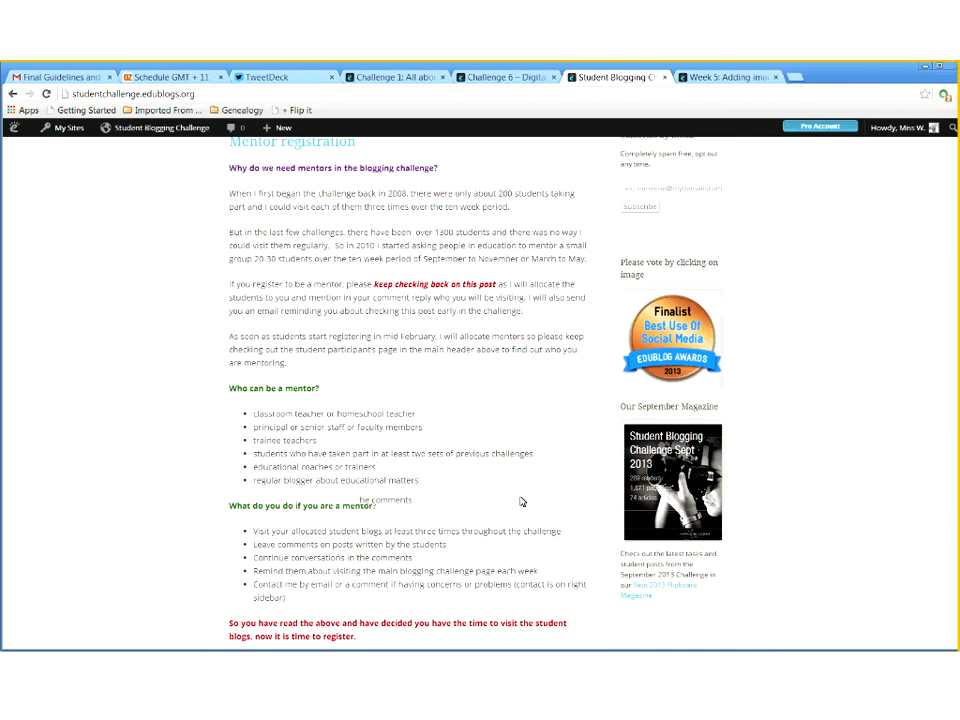 Final Guidelines and
Schedule GMT + 11
TweetDeck
Challenge 1: All abo
Challenge 6 – Digita
Student Blogging C
Week 5: Adding ima
studentchallenge.edublogs.org
Apps
Getting Started
Imported From ...
Genealogy
+ Flip it
My Sites
Student Blogging Challenge
0
+ New
Pro Account
Howdy, Miss W.
Mentor registration
Why do we need mentors in the blogging challenge?
When I first began the challenge back in 2008, there were only about 200 students taking
part and I could visit each of them three times over the ten week period.
But in the last few challenges, there have been over 1300 students and there was no way I
could visit them regularly. So in 2010 I started asking people in education to mentor a small
group 20-30 students over the ten week period of September to November or March to May.
If you register to be a mentor, please keep checking back on this post as I will allocate the
students to you and mention in your comment reply who you will be visiting. I will also send
you an email reminding you about checking this post early in the challenge.
As soon as students start registering in mid February, I will allocate mentors so please keep
checking out the student participant's page in the main header above to find out who you
are mentoring.
Who can be a mentor?
classroom teacher or homeschool teacher
principal or senior staff or faculty members
trainee teachers
students who have taken part in at least two sets of previous challenges
educational coaches or trainers
regular blogger about educational matters
he comments
What do you do if you are a mentor?
Visit your allocated student blogs at least three times throughout the challenge
Leave comments on posts written by the students
Continue conversations in the comments
Remind them about visiting the main blogging challenge page each week
Contact me by email or a comment if having concerns or problems (contact is on right
sidebar)
So you have read the above and have decided you have the time to visit the student
blogs, now it is time to register.
Completely spam free, opt out
any time.
Subscribe
Please vote by clicking on
image
Finalist
Best Use Of
Social Media
EDUBLOG AWARDS
2013
Our September Magazine
Student Blogging
Challenge Sept
2013
289 readers
74 articles
Check out the latest tasks and
student posts from the
September 2013 Challenge in
our Sept 2013 Flipboard
Magazine